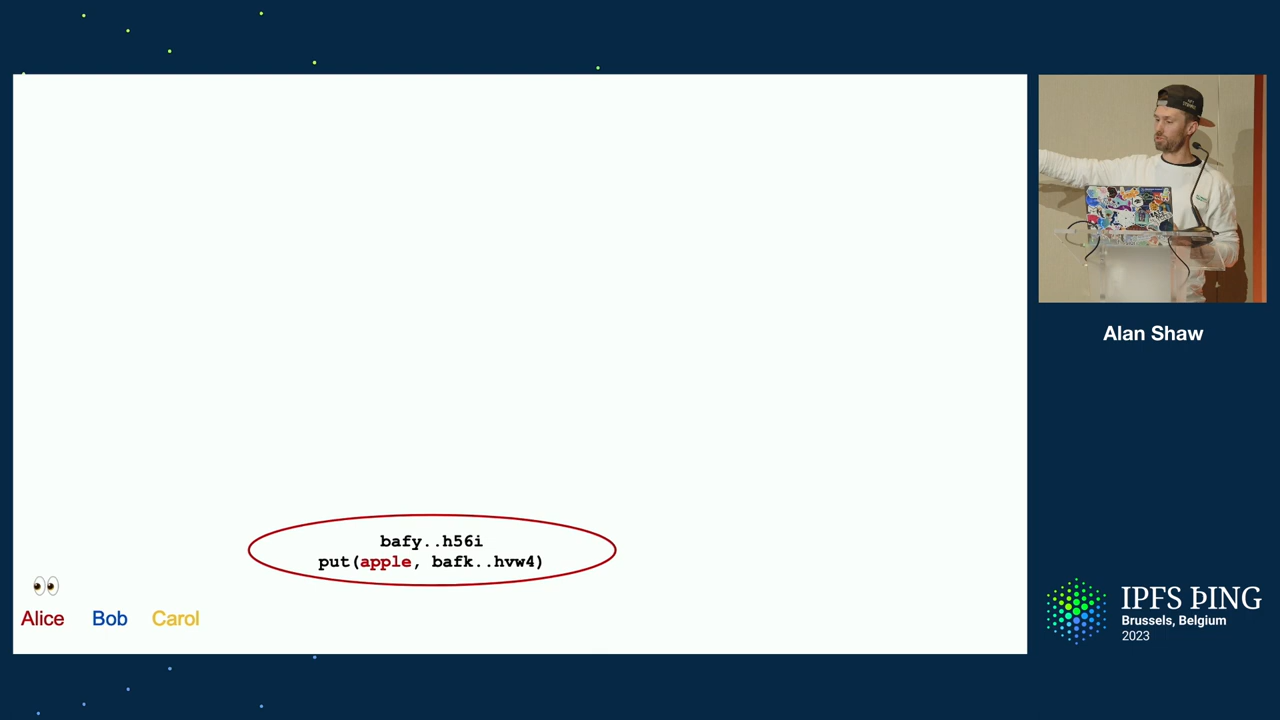 bafy..h56i
put(apple, bafk..hvw4)
Alice Bob Carol
Alan Shaw
IPFS ÞING
Brussels, Belgium
2023